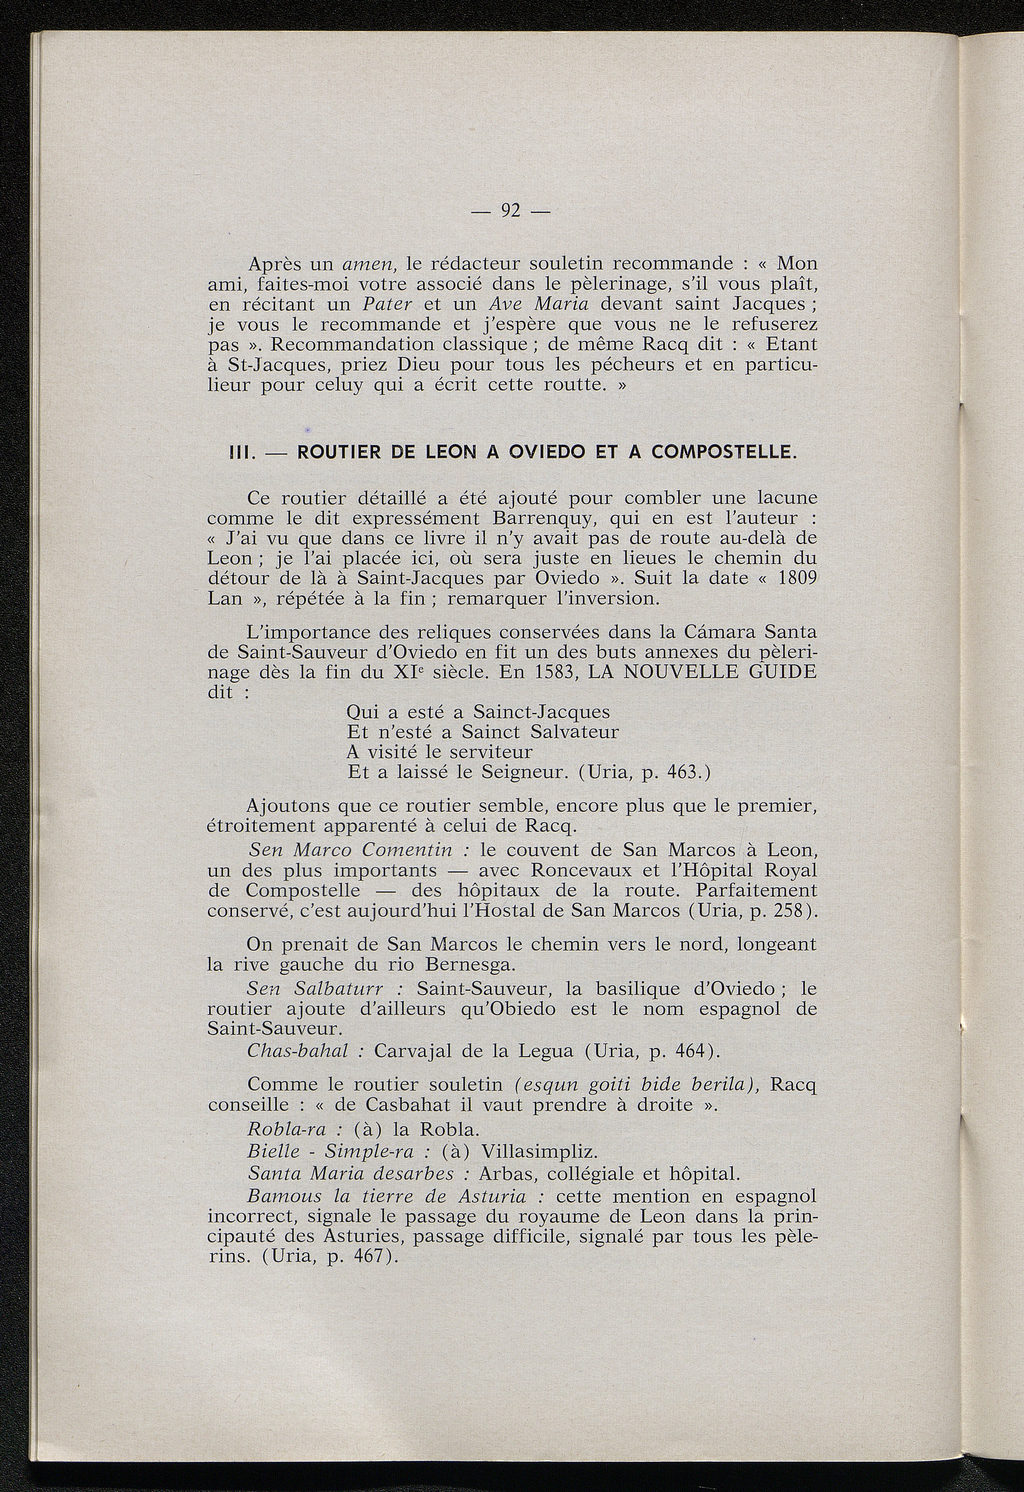 — 92 —
Après un amen, le rédacteur souletin recommande : « Mon
ami, faites-moi votre associé dans le pèlerinage, s'il vous plaît,
en récitant un Pater et un Ave Maria devant saint Jacques ;
je vous le recommande et j'espère que vous ne le refuserez
pas ». Recommandation classique ; de même Racq dit : « Etant
à St-Jacques, priez Dieu pour tous les pécheurs et en particu-
lieur pour celuy qui a écrit cette routte. »
III. — ROUTIER DE LEON A OVIEDO ET A COMPOSTELLE.
Ce routier détaillé a été ajouté pour combler une lacune
comme le dit expressément Barrenquy, qui en est l'auteur :
« J'ai vu que dans ce livre il n'y avait pas de route au-delà de
Leon ; je l'ai placée ici, où sera juste en lieues le chemin du
détour de là à Saint-Jacques par Oviedo ». Suit la date « 1809
Lan », répétée à la fin ; remarquer l'inversion.
L'importance des reliques conservées dans la Cámara Santa
de Saint-Sauveur d'Oviedo en fit un des buts annexes du pèleri-
nage dès la fin du XIe siècle. En 1583, LA NOUVELLE GUIDE
dit :
Qui a esté a Sainct-Jacques
Et n'esté a Sainct Salvateur
A visité le serviteur
Et a laissé le Seigneur. (Uria, p. 463.)
Ajoutons que ce routier semble, encore plus que le premier,
étroitement apparenté à celui de Racq.
Sen Marco Comentin : le couvent de San Marcos à Leon,
un des plus importants — avec Roncevaux et l'Hôpital Royal
de Compostelle — des hôpitaux de la route. Parfaitement
conservé, c'est aujourd'hui l'Hostal de San Marcos (Uria, p. 258).
On prenait de San Marcos le chemin vers le nord, longeant
la rive gauche du rio Bernesga.
Sen Salbaturr : Saint-Sauveur, la basilique d'Oviedo ; le
routier ajoute d'ailleurs qu'Obiedo est le nom espagnol de
Saint-Sauveur.
Chas-bahal : Carvajal de la Legua (Uria, p. 464).
Comme le routier souletin (esqun goiti bide berila), Racq
conseille : « de Casbahat il vaut prendre à droite ».
Robla-ra : (à) la Robla.
Bielle - Simple-ra : (à) Villasimpliz.
Santa Maria desarbes : Arbas, collégiale et hôpital.
Bamous la tierre de Asturia : cette mention en espagnol
incorrect, signale le passage du royaume de Leon dans la prin-
cipauté des Asturies, passage difficile, signalé par tous les pèle-
rins. (Uria, p. 467).